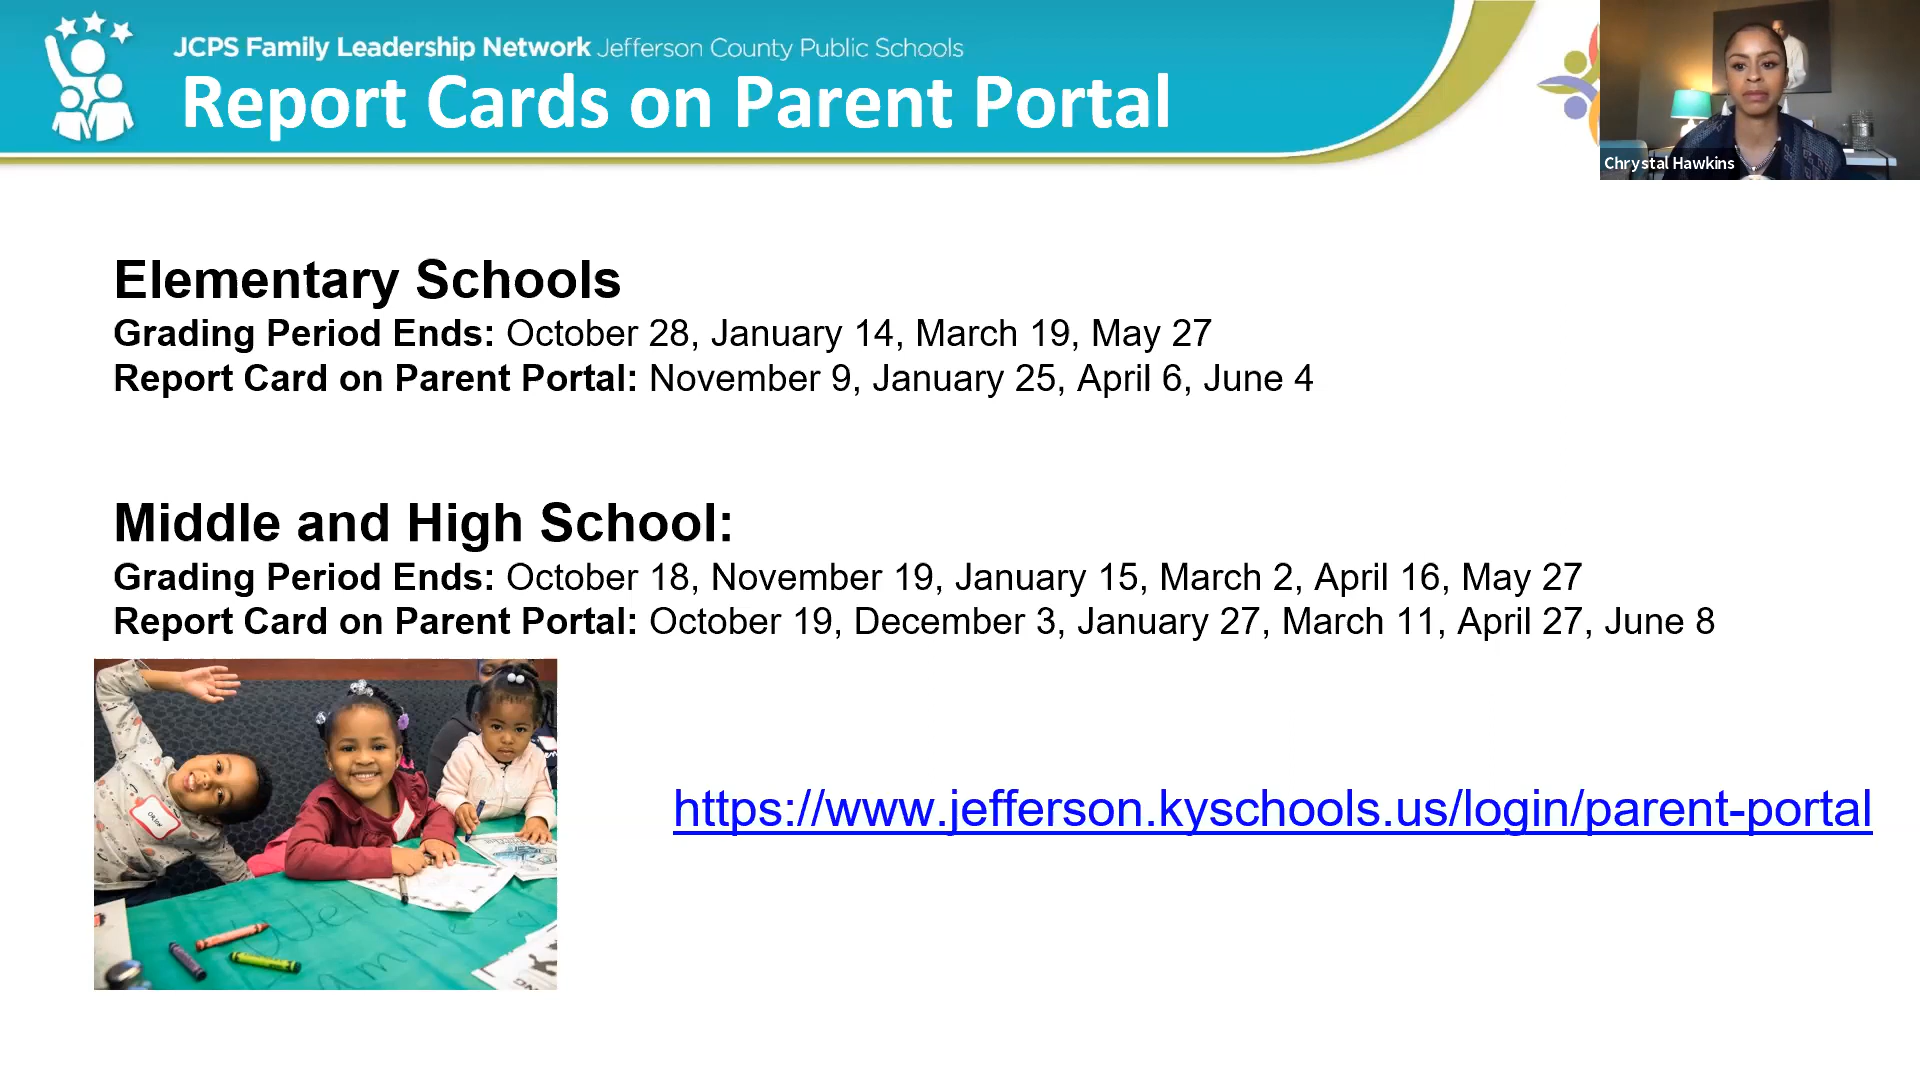 JCPS Family Leadership Network Jefferson County Public Schools
Report Cards on Parent Portal
Chrystal Hawkins
Elementary Schools
Grading Period Ends: October 28, January 14, March 19, May 27
Report Card on Parent Portal: November 9, January 25, April 6, June 4
Middle and High School:
Grading Period Ends: October 18, November 19, January 15, March 2, April 16, May 27
Report Card on Parent Portal: October 19, December 3, January 27, March 11, April 27, June 8
https://www.jefferson.kyschools.us/login/parent-portal